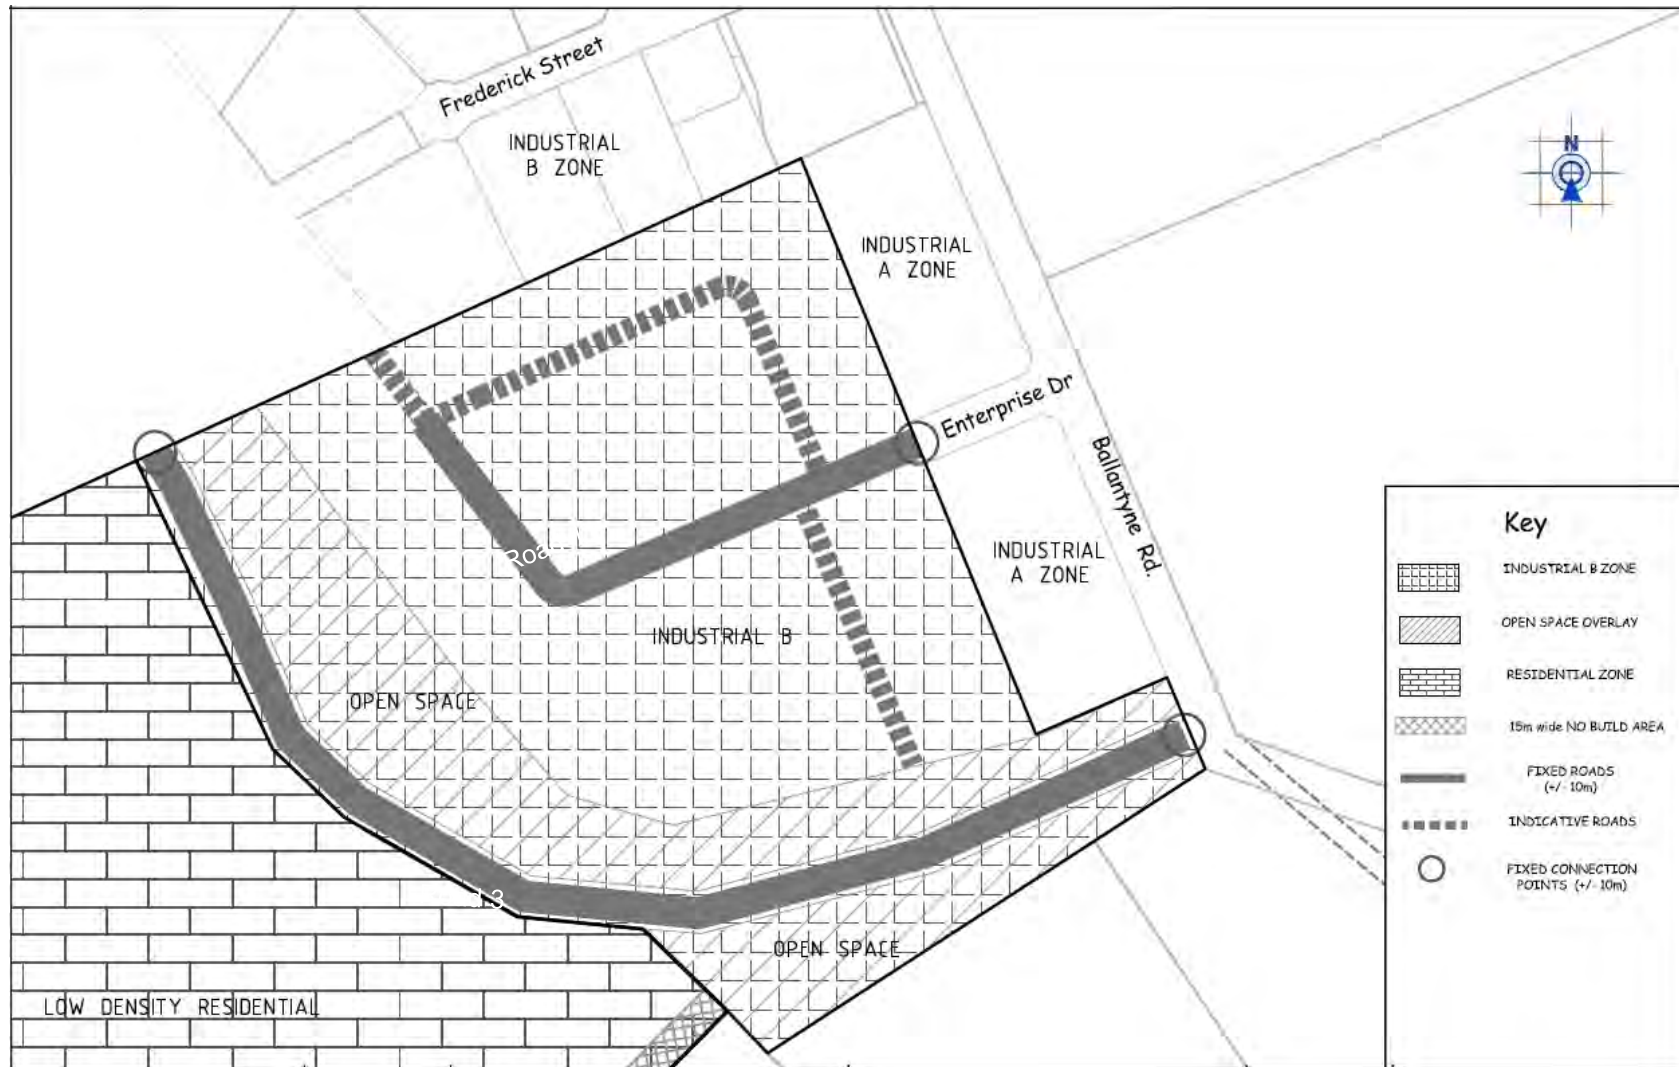 Frederick Street
INDUSTRIAL
B ZONE
N
INDUSTRIAL
A ZONE
Enterprise Dr
Ballantyne Rd.
INDUSTRIAL
A ZONE
INDUSTRIAL B
OPEN SPACE
OPEN SPACE
LOW DENSITY RESIDENTIAL
3
Key
INDUSTRIAL B ZONE
OPEN SPACE OVERLAY
RESIDENTIAL ZONE
15m wide NO BUILD AREA
FIXED ROADS
(+/- 10m)
INDICATIVE ROADS
FIXED CONNECTION
POINTS (+/- 10m)